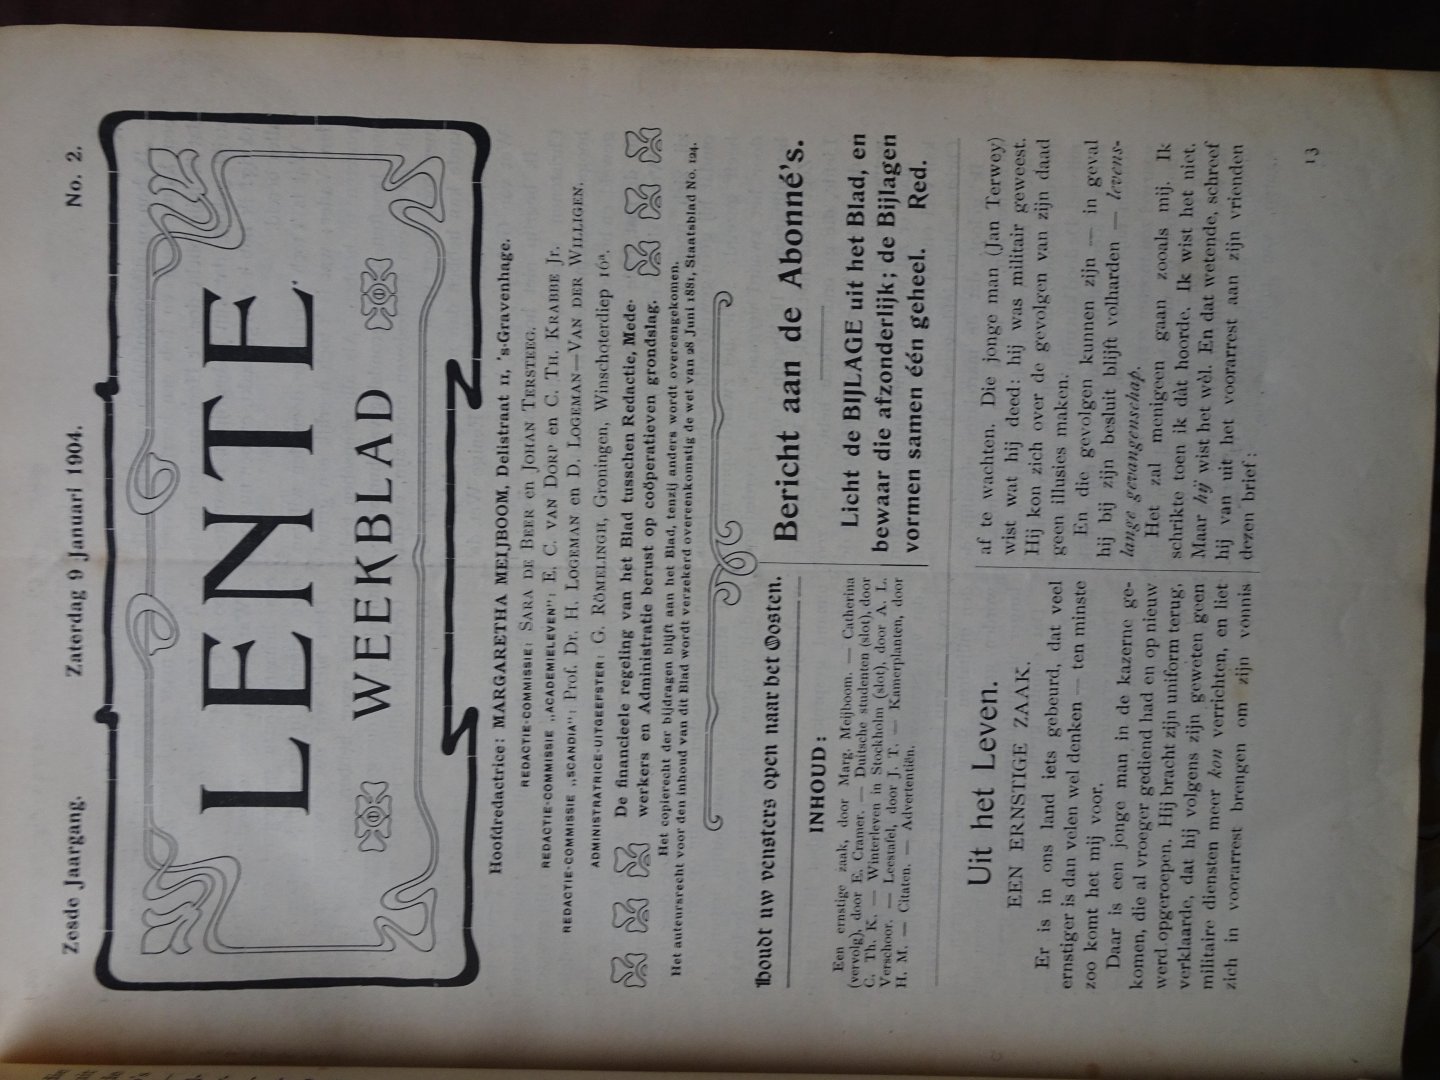 Zesde Jaargang. Zaterdag 9 Januari 1904. No. 2.
LENTE
WEEKBLAD
Hoofdredactrice: MARGARETHA MEIJBOOM, Delistraat 11, 's-Gravenhage.
REDACTIE-COMMISSIE: SARA DE BEER en JOHAN TERSTEEG.
REDACTIE-COMMISSIE „ACADEMIELEVEN": E. C. VAN DORP en C. TH. KRABBE JR.
REDACTIE-COMMISSIE „SCANDIA": Prof. Dr. H. LOGEMAN en D. LOGEMAN—VAN DER WILLIGEN.
ADMINISTRATRICE-UITGEEFSTER: G. RÖMELINGH, Groningen, Winschoterdiep 16a.
De financieele regeling van het Blad tusschen Redactie, Mede-
werkers en Administratie berust op coöperatieven grondslag.
Het copierecht der bijdragen blijft aan het Blad, tenzij anders wordt overeengekomen.
Het auteursrecht voor den inhoud van dit Blad wordt verzekerd overeenkomstig de wet van 28 Juni 1881, Staatsblad No. 124.
Houdt uw vensters open naar het Oosten.
INHOUD:
Een ernstige zaak, door Marg. Meijboom. — Catherina
(vervolg), door E. Cramer. — Duitsche studenten (slot), door
C. Th. K. — Winterleven in Stockholm (slot), door A. L.
Verschoor. — Leestafel, door J. T. — Kamerplanten, door
H. M. — Citaten. — Advertentiën.
Bericht aan de Abonné's.
Licht de BIJLAGE uit het Blad, en
bewaar die afzonderlijk; de Bijlagen
vormen samen één geheel. Red.
Uit het Leven.
EEN ERNSTIGE ZAAK.
Er is in ons land iets gebeurd, dat veel
ernstiger is dan velen wel denken — ten minste
zoo komt het mij voor.
Daar is een jonge man in de kazerne ge-
komen, die al vroeger gediend had en op nieuw
werd opgeroepen. Hij bracht zijn uniform terug,
verklaarde, dat hij volgens zijn geweten geen
militaire diensten meer kon verrichten, en liet
zich in voorarrest brengen om zijn vonnis
af te wachten. Die jonge man (Jan Terwey)
wist wat hij deed: hij was militair geweest.
Hij kon zich over de gevolgen van zijn daad
geen illusies maken.
En die gevolgen kunnen zijn — in geval
hij bij zijn besluit blijft volharden — levens-
lange gevangenschap.
Het zal menigeen gaan zooals mij. Ik
schrikte toen ik dàt hoorde. Ik wist het niet.
Maar hij wist het wèl. En dat wetende, schreef
hij van uit het voorarrest aan zijn vrienden
dezen brief:
13